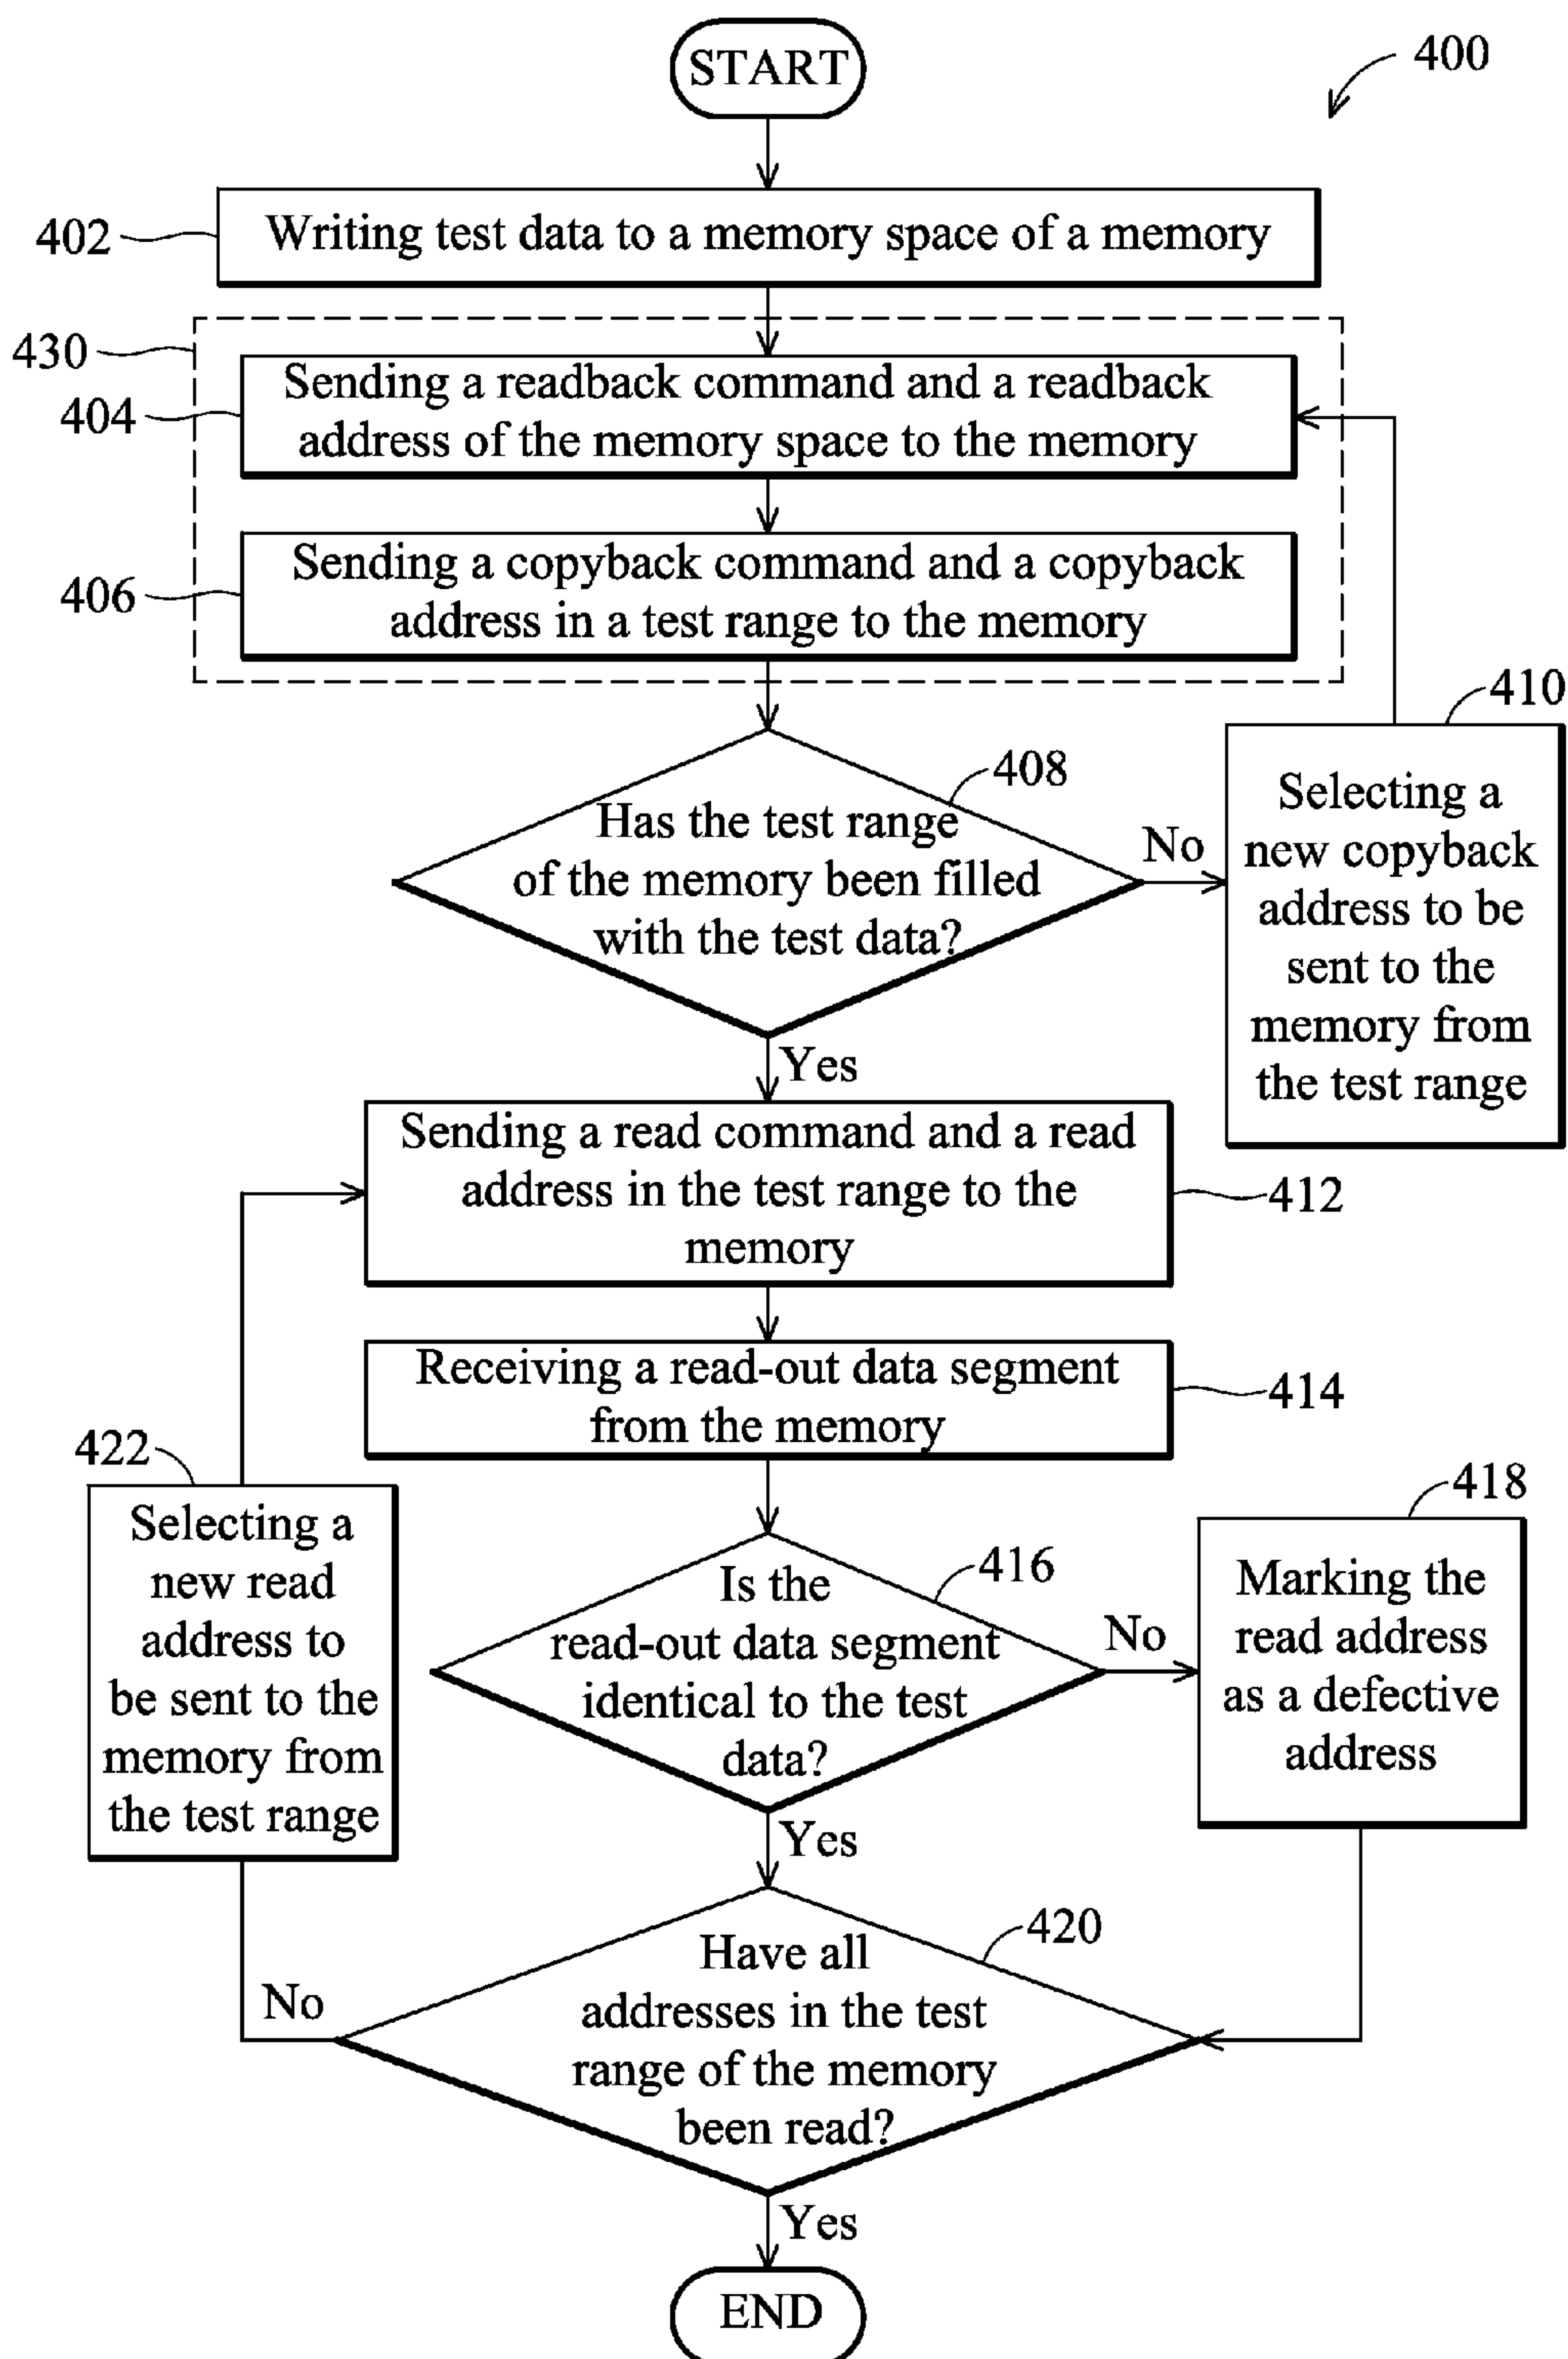 START
400
402
Writing test data to a memory space of a memory
430
404
Sending a readback command and a readback
address of the memory space to the memory
406
Sending a copyback command and a copyback
address in a test range to the memory
410
408
Has the test range
of the memory been filled
with the test data?
No
Selecting a
new copyback
address to be
sent to the
memory from
the test range
Yes
Sending a read command and a read
address in the test range to the
memory
412
Receiving a read-out data segment
from the memory
414
422
Selecting a
new read
address to
be sent to the
memory from
the test range
416
Is the
read-out data segment
identical to the test
data?
No
418
Marking the
read address
as a defective
address
Yes
420
Have all
addresses in the test
range of the memory
been read?
No
Yes
END